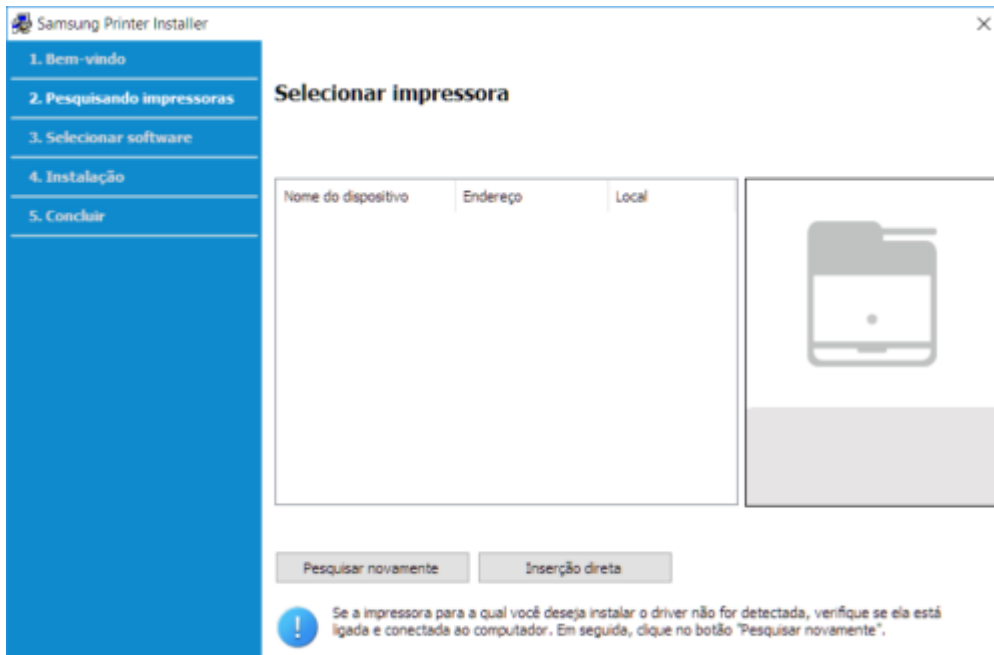 Samsung Printer Installer
1. Bem-vindo
2. Pesquisando impressoras
3. Selecionar software
4. Instalação
5. Concluir
Selecionar impressora
Nome do dispositivo Endereço Local
Pesquisar novamente Inserção direta
Se a impressora para a qual você deseja instalar o driver não for detectada, verifique se ela está
ligada e conectada ao computador. Em seguida, clique no botão "Pesquisar novamente".